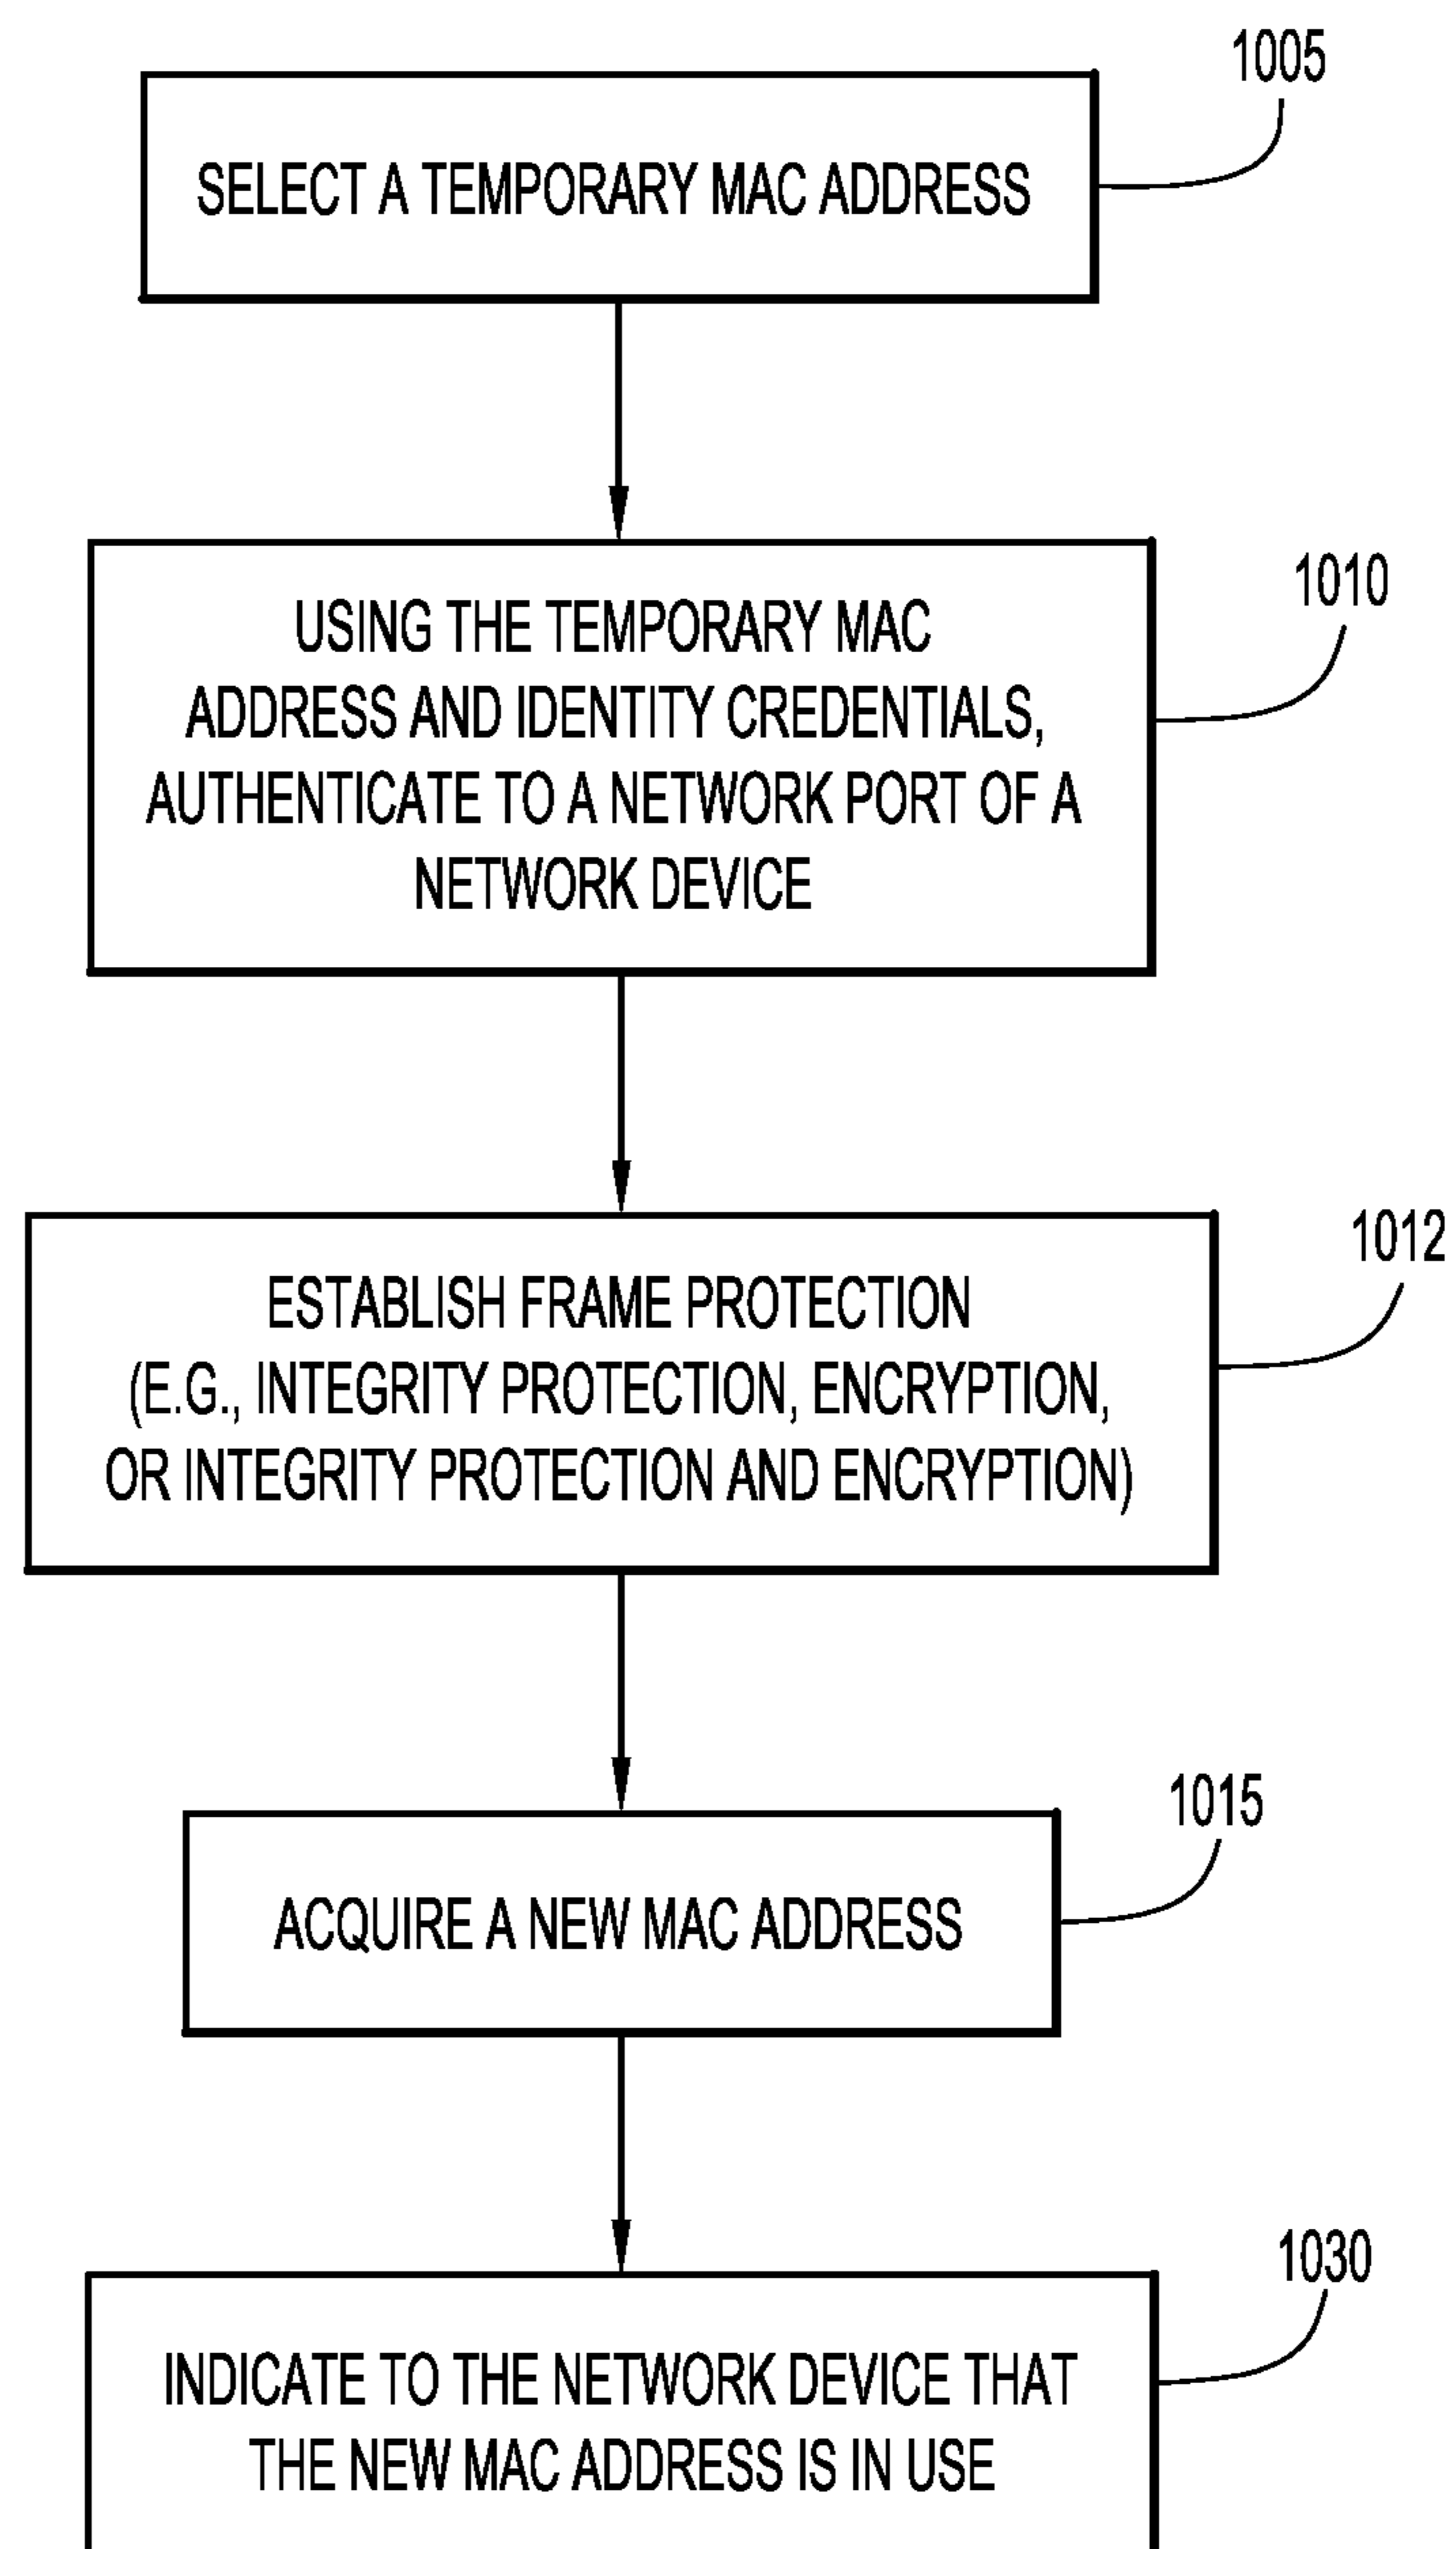 1005
SELECT A TEMPORARY MAC ADDRESS
1010
USING THE TEMPORARY MAC
ADDRESS AND IDENTITY CREDENTIALS,
AUTHENTICATE TO A NETWORK PORT OF A
NETWORK DEVICE
1012
ESTABLISH FRAME PROTECTION
(E.G., INTEGRITY PROTECTION, ENCRYPTION,
OR INTEGRITY PROTECTION AND ENCRYPTION)
1015
ACQUIRE A NEW MAC ADDRESS
1030
INDICATE TO THE NETWORK DEVICE THAT
THE NEW MAC ADDRESS IS IN USE